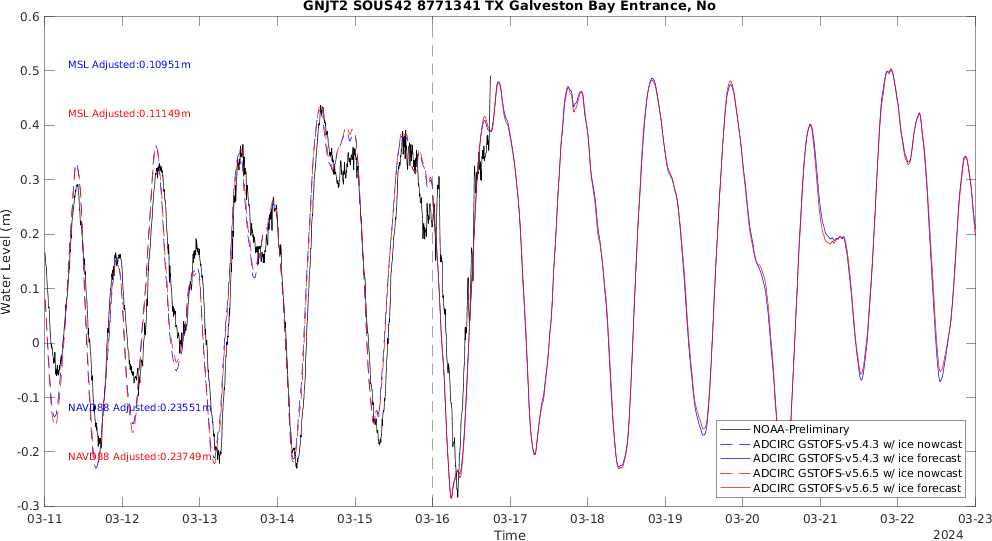 GNJT2 SOUS42 8771341 TX Galveston Bay Entrance, No
Water Level (m)
0.6
0.5
0.4
0.3
0.2
0.1
0
-0.1
-0.2
-0.3
MSL Adjusted:0.10951m
MSL Adjusted:0.11149m
NAVD88 Adjusted:0.23551m
NAVD88 Adjusted:0.23749m
NOAA-Preliminary
ADCIRC GSTOFS-v5.4.3 w/ ice nowcast
ADCIRC GSTOFS-v5.4.3 w/ ice forecast
ADCIRC GSTOFS-v5.6.5 w/ ice nowcast
ADCIRC GSTOFS-v5.6.5 w/ ice forecast
03-11 03-12 03-13 03-14 03-15 03-16 03-17 03-18 03-19 03-20 03-21 03-22 03-23
Time
2024